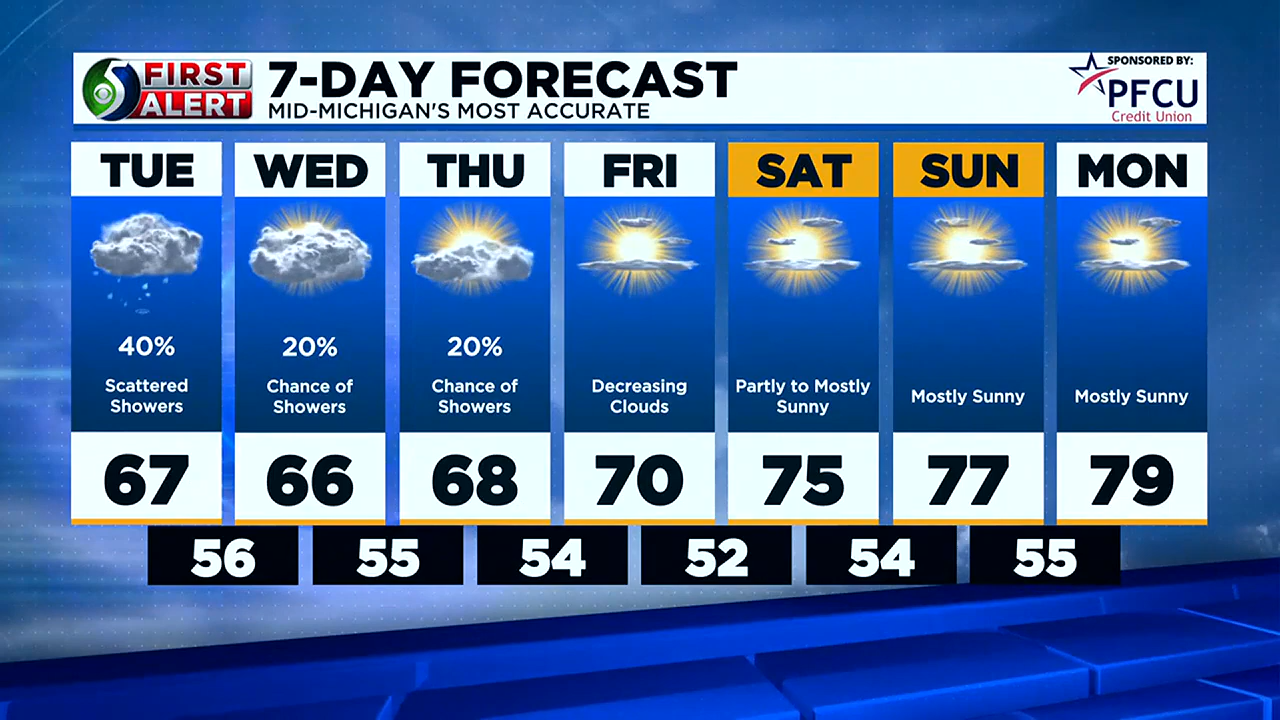 5 FIRST ALERT
7-DAY FORECAST
MID-MICHIGAN'S MOST ACCURATE
SPONSORED BY:
PFCU
Credit Union
TUE WED THU FRI SAT SUN MON
40% 20% 20%
Scattered Showers
Chance of Showers
Chance of Showers
Decreasing Clouds
Partly to Mostly Sunny
Mostly Sunny
Mostly Sunny
67 66 68 70 75 77 79
56 55 54 52 54 55